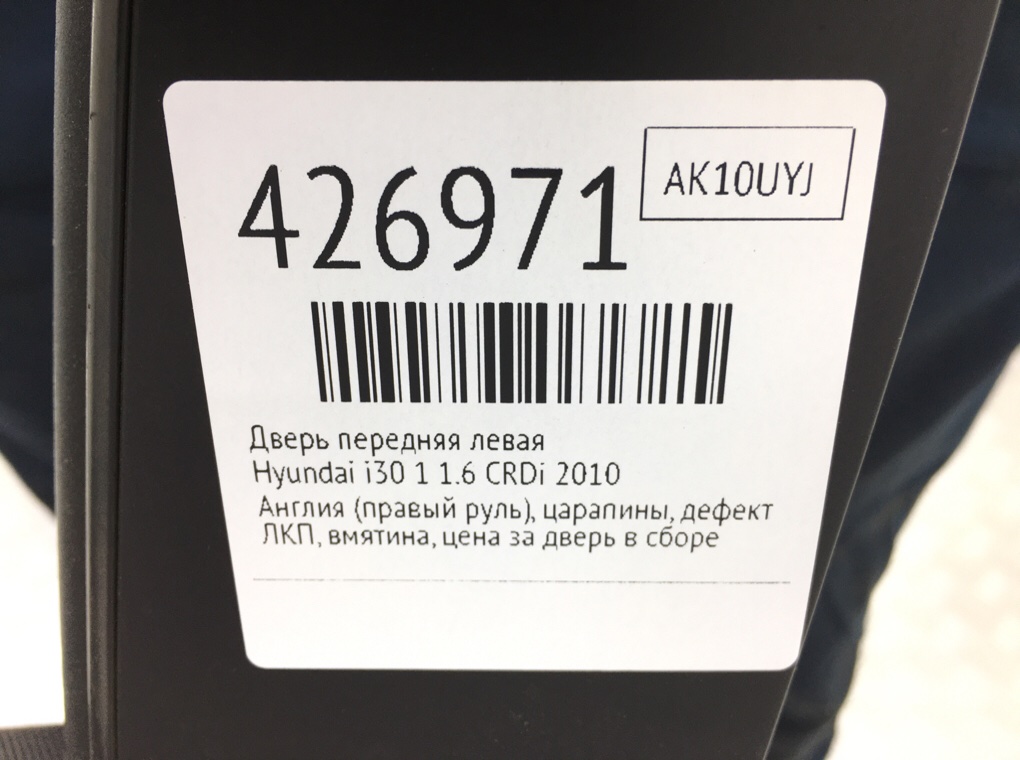 426971
AK10UYJ
Дверь передняя левая
Hyundai i30 1 1.6 CRDi 2010
Англия (правый руль), царапины, дефект
ЛКП, вмятина, цена за дверь в сборе